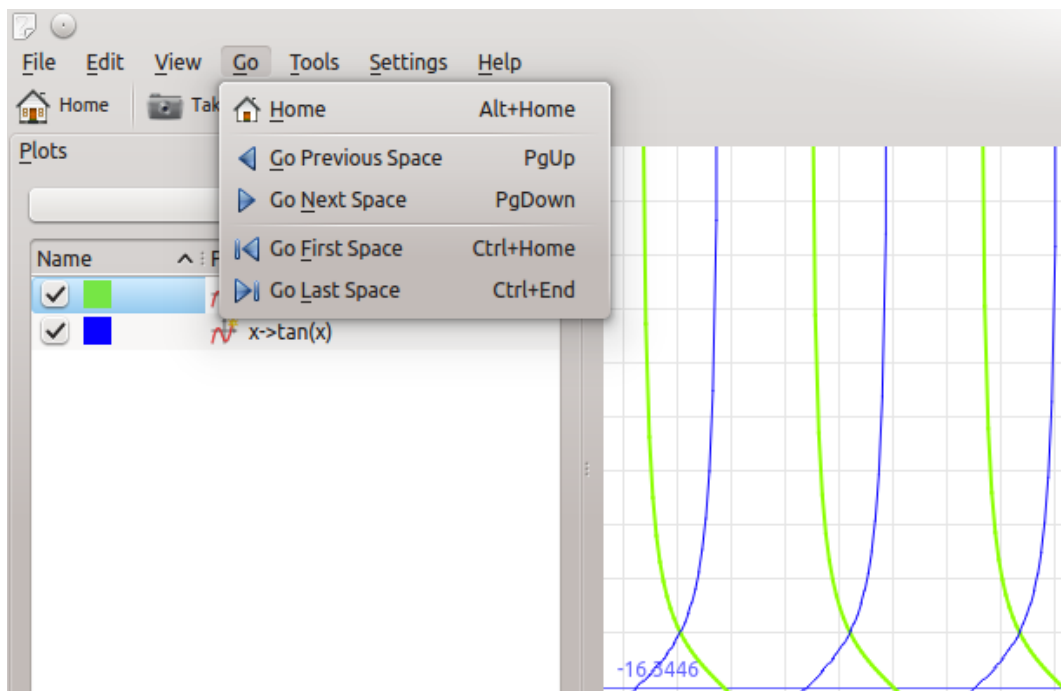 File Edit View Go Tools Settings Help
Home Tak
Home Alt+Home
Go Previous Space PgUp
Go Next Space PgDown
Go First Space Ctrl+Home
Go Last Space Ctrl+End
Plots
Name F
x->tan(x)
-16.3446